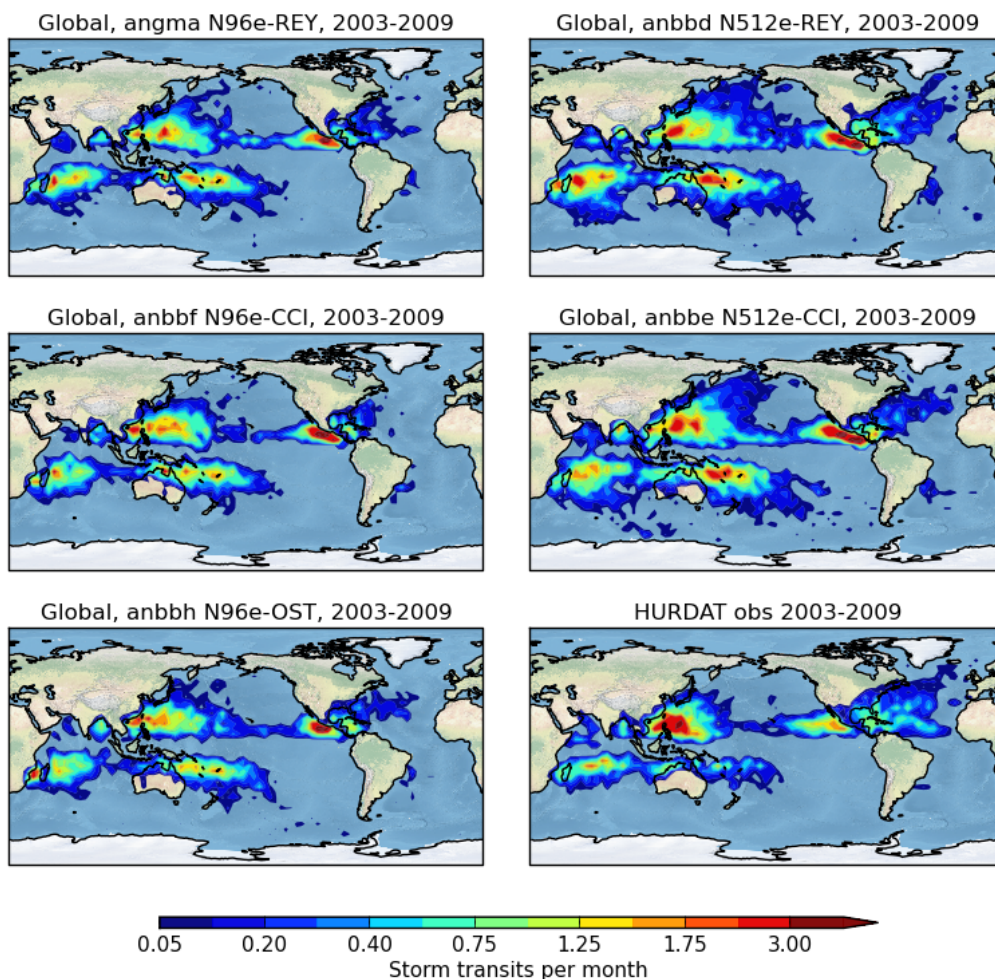 Global, angma N96e-REY, 2003-2009
Global, anbbd N512e-REY, 2003-2009
Global, anbbf N96e-CCI, 2003-2009
Global, anbbe N512e-CCI, 2003-2009
Global, anbbh N96e-OST, 2003-2009
HURDAT obs 2003-2009
0.05 0.20 0.40 0.75 1.25 1.75 3.00
Storm transits per month